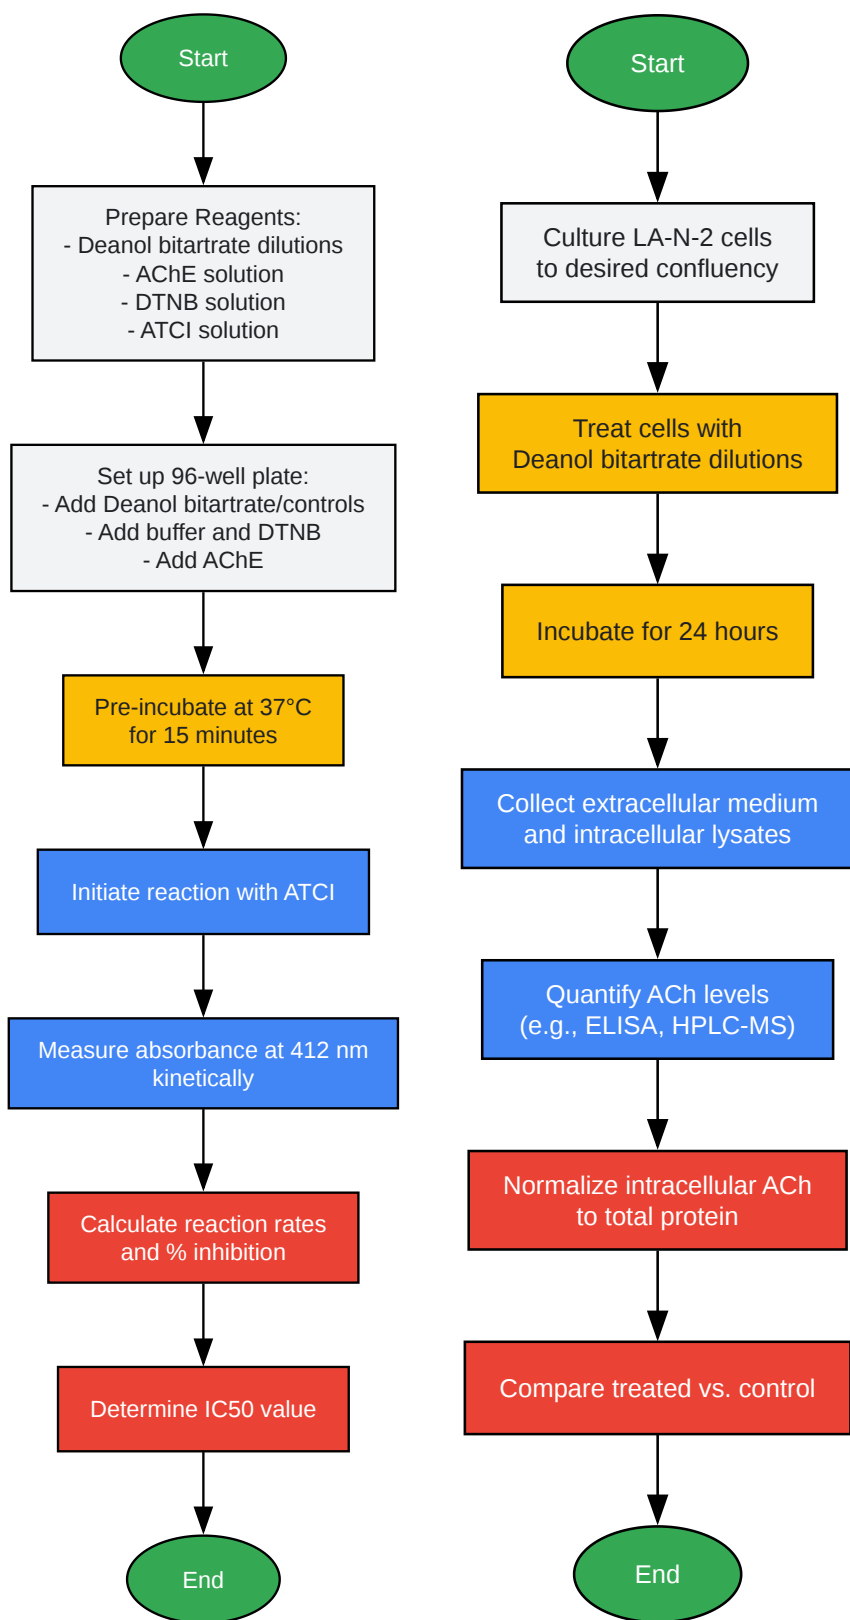 Start
Prepare Reagents:
- Deanol bitartrate dilutions
- AChE solution
- DTNB solution
- ATCI solution
Set up 96-well plate:
- Add Deanol bitartrate/controls
- Add buffer and DTNB
- Add AChE
Pre-incubate at 37°C
for 15 minutes
Initiate reaction with ATCI
Measure absorbance at 412 nm
kinetically
Calculate reaction rates
and % inhibition
Determine IC50 value
End
Start
Culture LA-N-2 cells
to desired confluency
Treat cells with
Deanol bitartrate dilutions
Incubate for 24 hours
Collect extracellular medium
and intracellular lysates
Quantify ACh levels
(e.g., ELISA, HPLC-MS)
Normalize intracellular ACh
to total protein
Compare treated vs. control
End